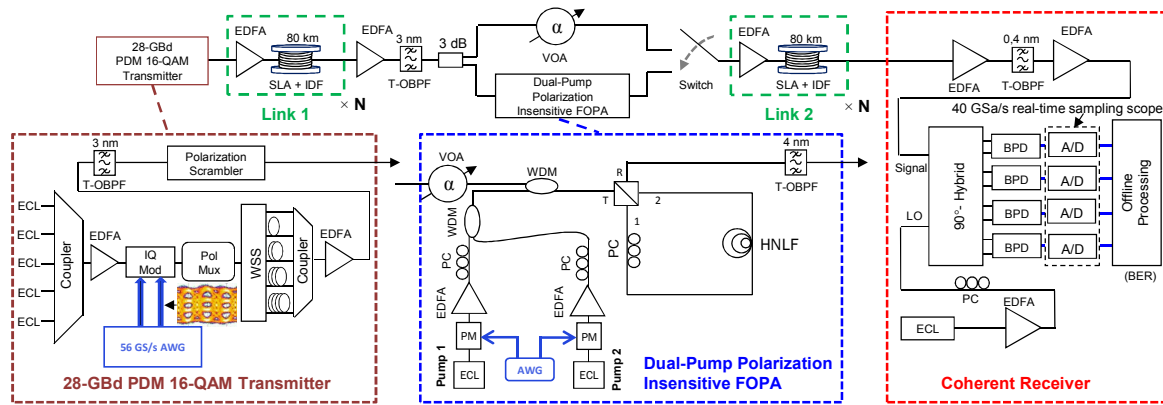 28-GBd
PDM 16-QAM
Transmitter
EDFA
80 km
SLA + IDF
Link 1
× N
EDFA
3 nm
T-OBPF
3 dB
α
VOA
Dual-Pump
Polarization
Insensitive FOPA
Switch
EDFA
80 km
SLA + IDF
Link 2
× N
EDFA
0,4 nm
T-OBPF
EDFA
3 nm
T-OBPF
Polarization
Scrambler
ECL
ECL
ECL
ECL
ECL
Coupler
EDFA
IQ
Mod
Pol
Mux
WSS
Coupler
EDFA
56 GS/s AWG
28-GBd PDM 16-QAM Transmitter
VOA
α
WDM
WDM
R
T
1
2
PC
HNLF
4 nm
T-OBPF
PC
PC
EDFA
EDFA
PM
PM
Pump 1
ECL
AWG
ECL
Pump 2
Dual-Pump Polarization
Insensitive FOPA
40 GSa/s real-time sampling scope
Signal
LO
90°- Hybrid
BPD
A/D
BPD
A/D
BPD
A/D
BPD
A/D
Offline
Processing
(BER)
PC
ECL
EDFA
Coherent Receiver